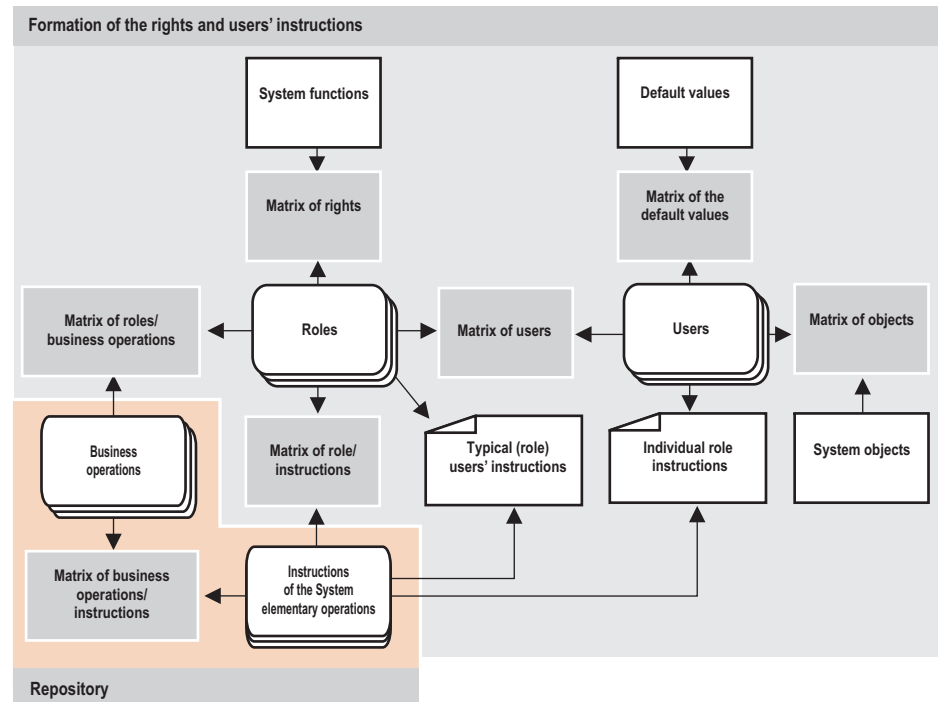 Formation of the rights and users’ instructions
System functions
Default values
Matrix of rights
Matrix of the
default values
Matrix of roles/
business operations
Roles
Matrix of users
Users
Matrix of objects
Business
operations
Matrix of role/
instructions
Typical (role)
users’ instructions
Individual role
instructions
System objects
Matrix of business
operations/
instructions
Instructions
of the System
elementary operations
Repository